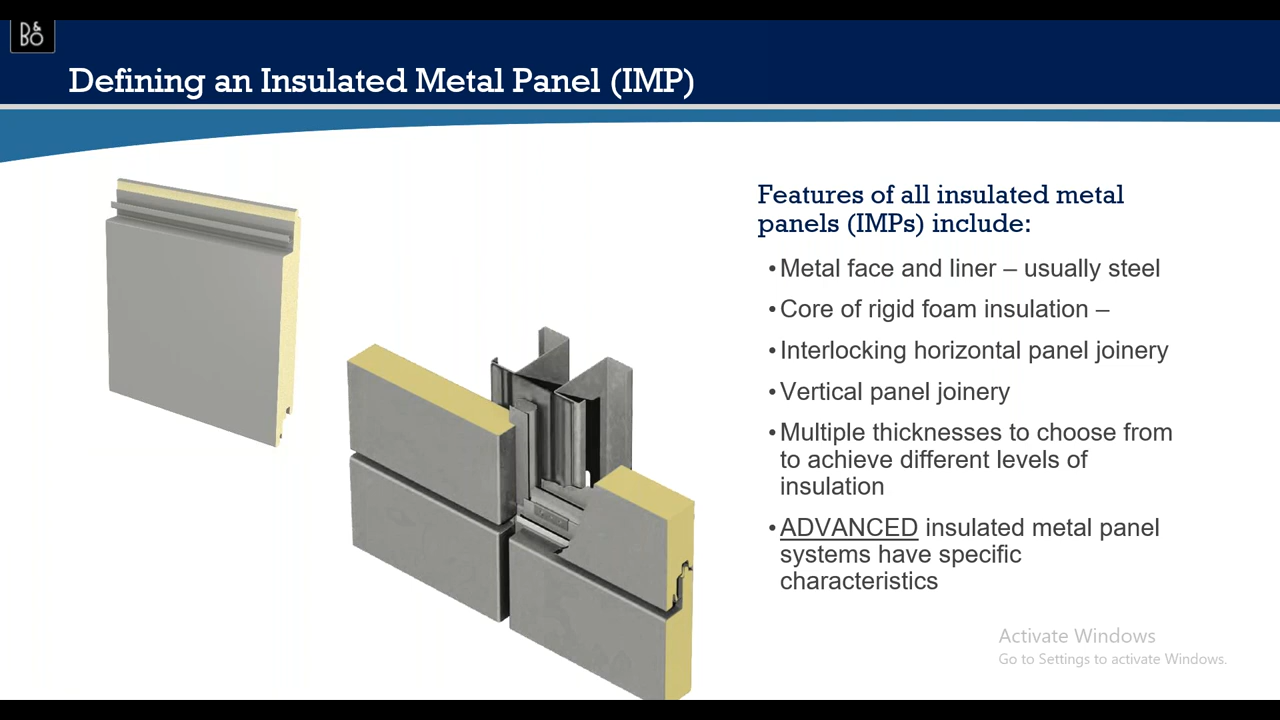 B&
BO
Defining an Insulated Metal Panel (IMP)
Features of all insulated metal
panels (IMPs) include:
•Metal face and liner – usually steel
•Core of rigid foam insulation –
•Interlocking horizontal panel joinery
•Vertical panel joinery
•Multiple thicknesses to choose from
to achieve different levels of
insulation
•ADVANCED insulated metal panel
systems have specific
characteristics
Activate Windows
Go to Settings to activate Windows.